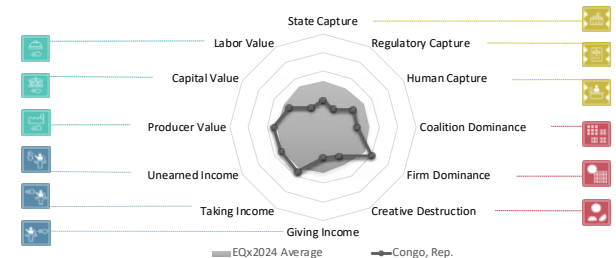 State Capture
Labor Value
Regulatory Capture
Capital Value
Human Capture
Producer Value
Coalition Dominance
Unearned Income
Firm Dominance
Taking Income
Creative Destruction
Giving Income
EQx2024 Average
Congo, Rep.